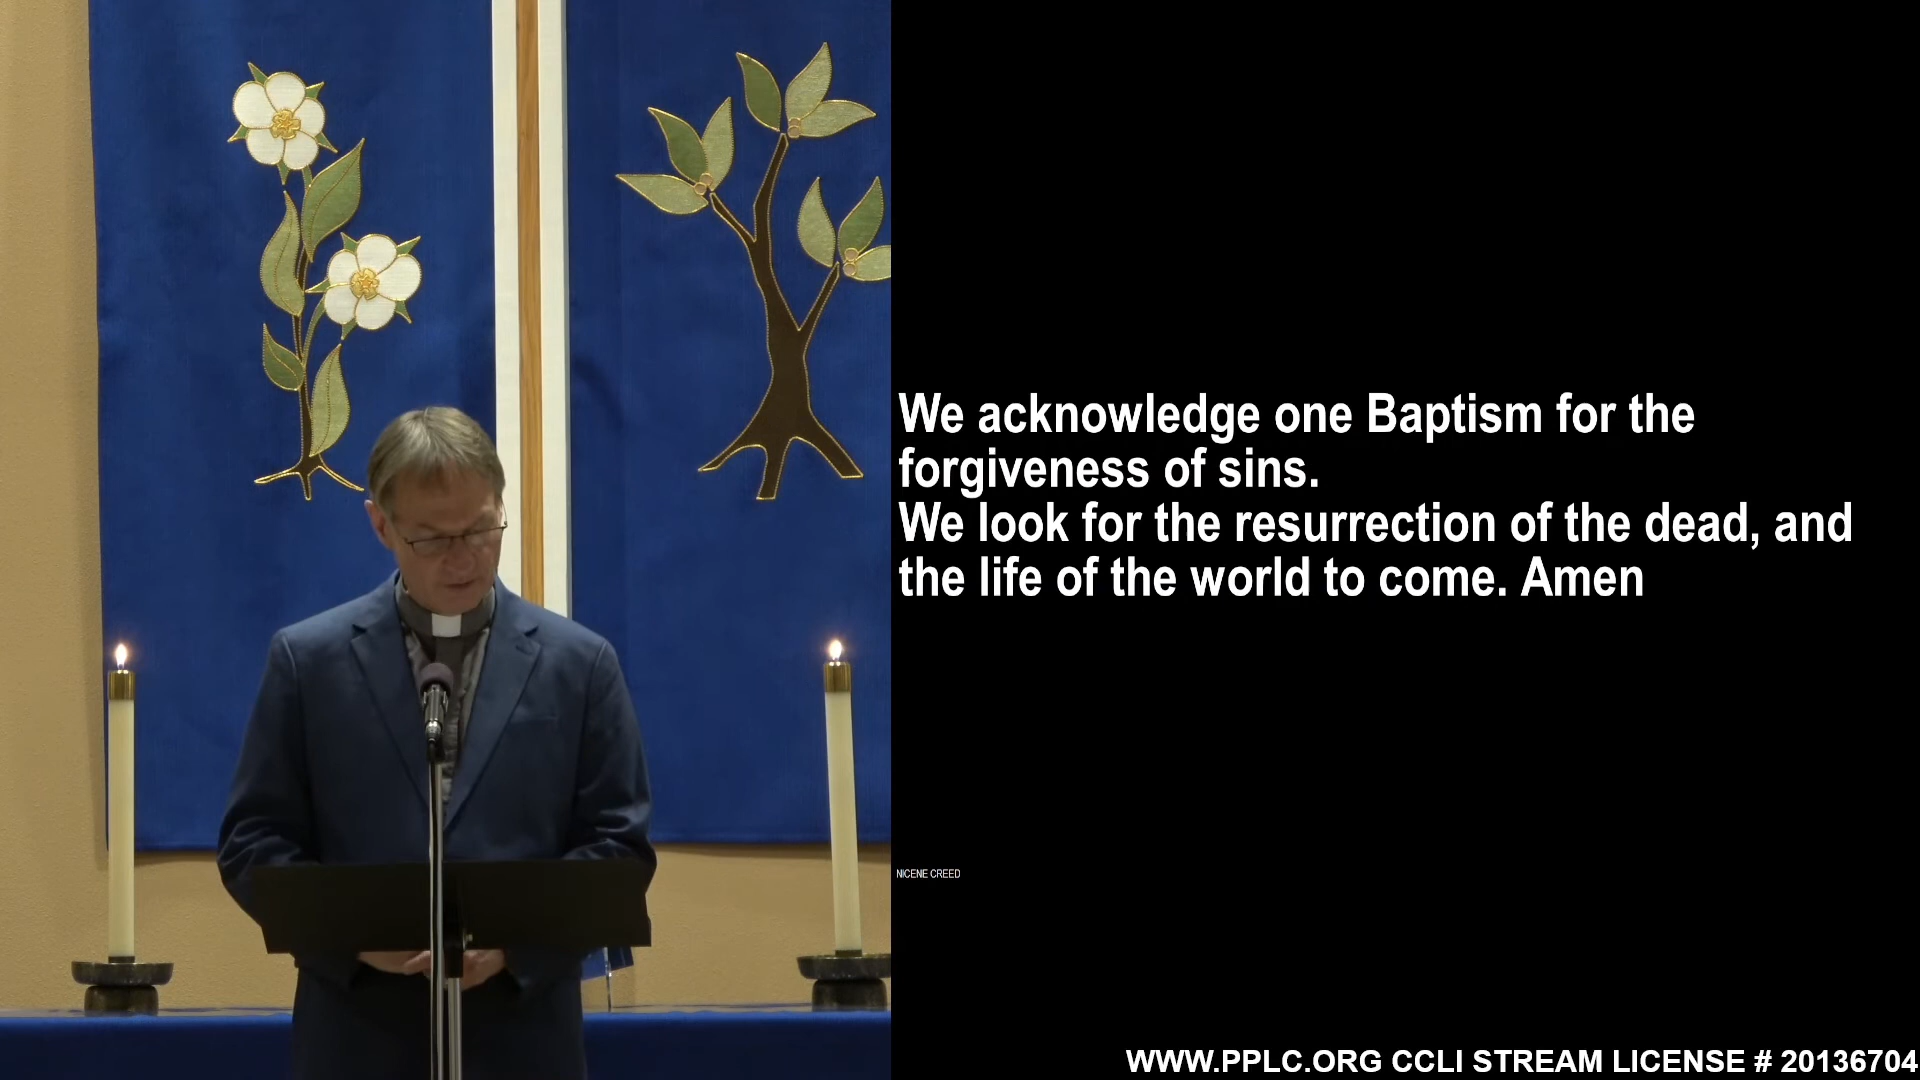 We acknowledge one Baptism for the
forgiveness of sins.
We look for the resurrection of the dead, and
the life of the world to come. Amen
NICENE CREED
WWW.PPLC.ORG CCLI STREAM LICENSE # 20136704